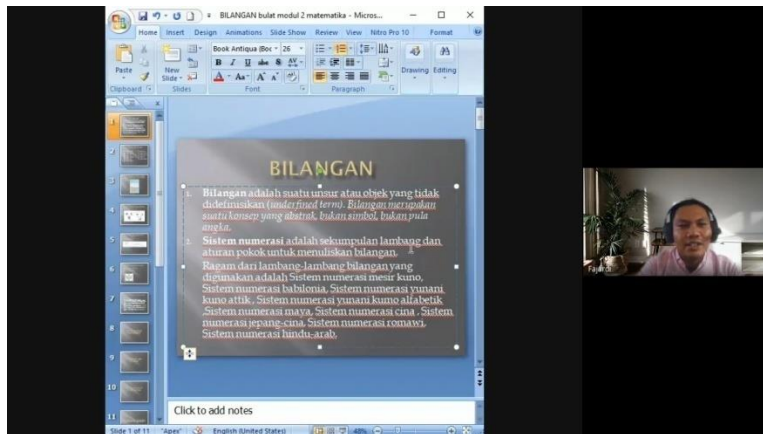 BILANGAN bulat modul 2 matematika - Micros...
Home Insert Design Animations Slide Show Review View Nitro Pro 10 Format
Book Antiqua (Boc 26
Paste
New
Slide
Drawing Editing
Clipboard Slides Font Paragraph
BILANGAN
1. Bilangan adalah suatu unsur atau objek yang tidak
didefinisikan (underfined term). Bilangan merupakan
suatu konsep yang abstrak, bukan simbol, bukan pula
angka.
2. Sistem numerasi adalah sekumpulan lambang dan
aturan pokok untuk menuliskan bilangan.
Ragam dari lambang-lambang bilangan yang
digunakan adalah Sistem numerasi mesir kuno,
Sistem numerasi babilonia, Sistem numerasi yunani
kuno attik , Sistem numerasi yunani kumo alfabetik
,Sistem numerasi maya, Sistem numerasi cina , Sistem
numerasi jepang-cina, Sistem numerasi romawi,
Sistem numerasi hindu-arab.
Click to add notes
Slide 1 of 11 "Apex" English (United States) 48%